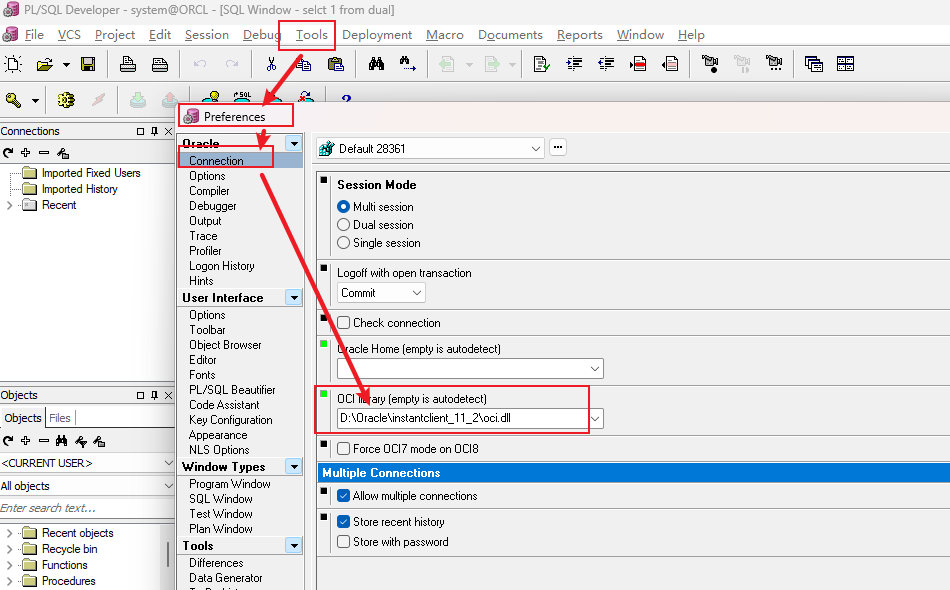 PL/SQL Developer - system@ORCL - [SQL Window - selct 1 from dual]
File VCS Project Edit Session Debug Tools Deployment Macro Documents Reports Window Help
SQL
Preferences
Connections
Imported Fixed Users
Imported History
Recent
Objects
Objects Files
<CURRENT USER>
All objects
Enter search text...
Recent objects
Recycle bin
Functions
Procedures
Oracle
Connection
Options
Compiler
Debugger
Output
Trace
Profiler
Logon History
Hints
User Interface
Options
Toolbar
Object Browser
Editor
Fonts
PL/SQL Beautifier
Code Assistant
Key Configuration
Appearance
NLS Options
Window Types
Program Window
SQL Window
Test Window
Plan Window
Tools
Differences
Data Generator
Default 28361
Session Mode
Multi session
Dual session
Single session
Logoff with open transaction
Commit
Check connection
Oracle Home (empty is autodetect)
OCI library (empty is autodetect)
D:\Oracle\instantclient_11_2\oci.dll
Force OCI7 mode on OCI8
Multiple Connections
Allow multiple connections
Store recent history
Store with password